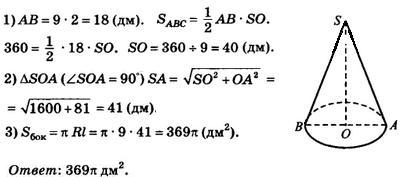 1) AB = 9 · 2 = 18 (дм). S_ABC = 1/2 AB · SO.
360 = 1/2 · 18 · SO. SO = 360 ÷ 9 = 40 (дм).
2) ΔSOA (∠SOA = 90°) SA = √(SO² + OA²) =
= √(1600 + 81) = 41 (дм).
3) S_бок = π Rl = π · 9 · 41 = 369π (дм²).
Ответ: 369π дм².
S
B
O
A